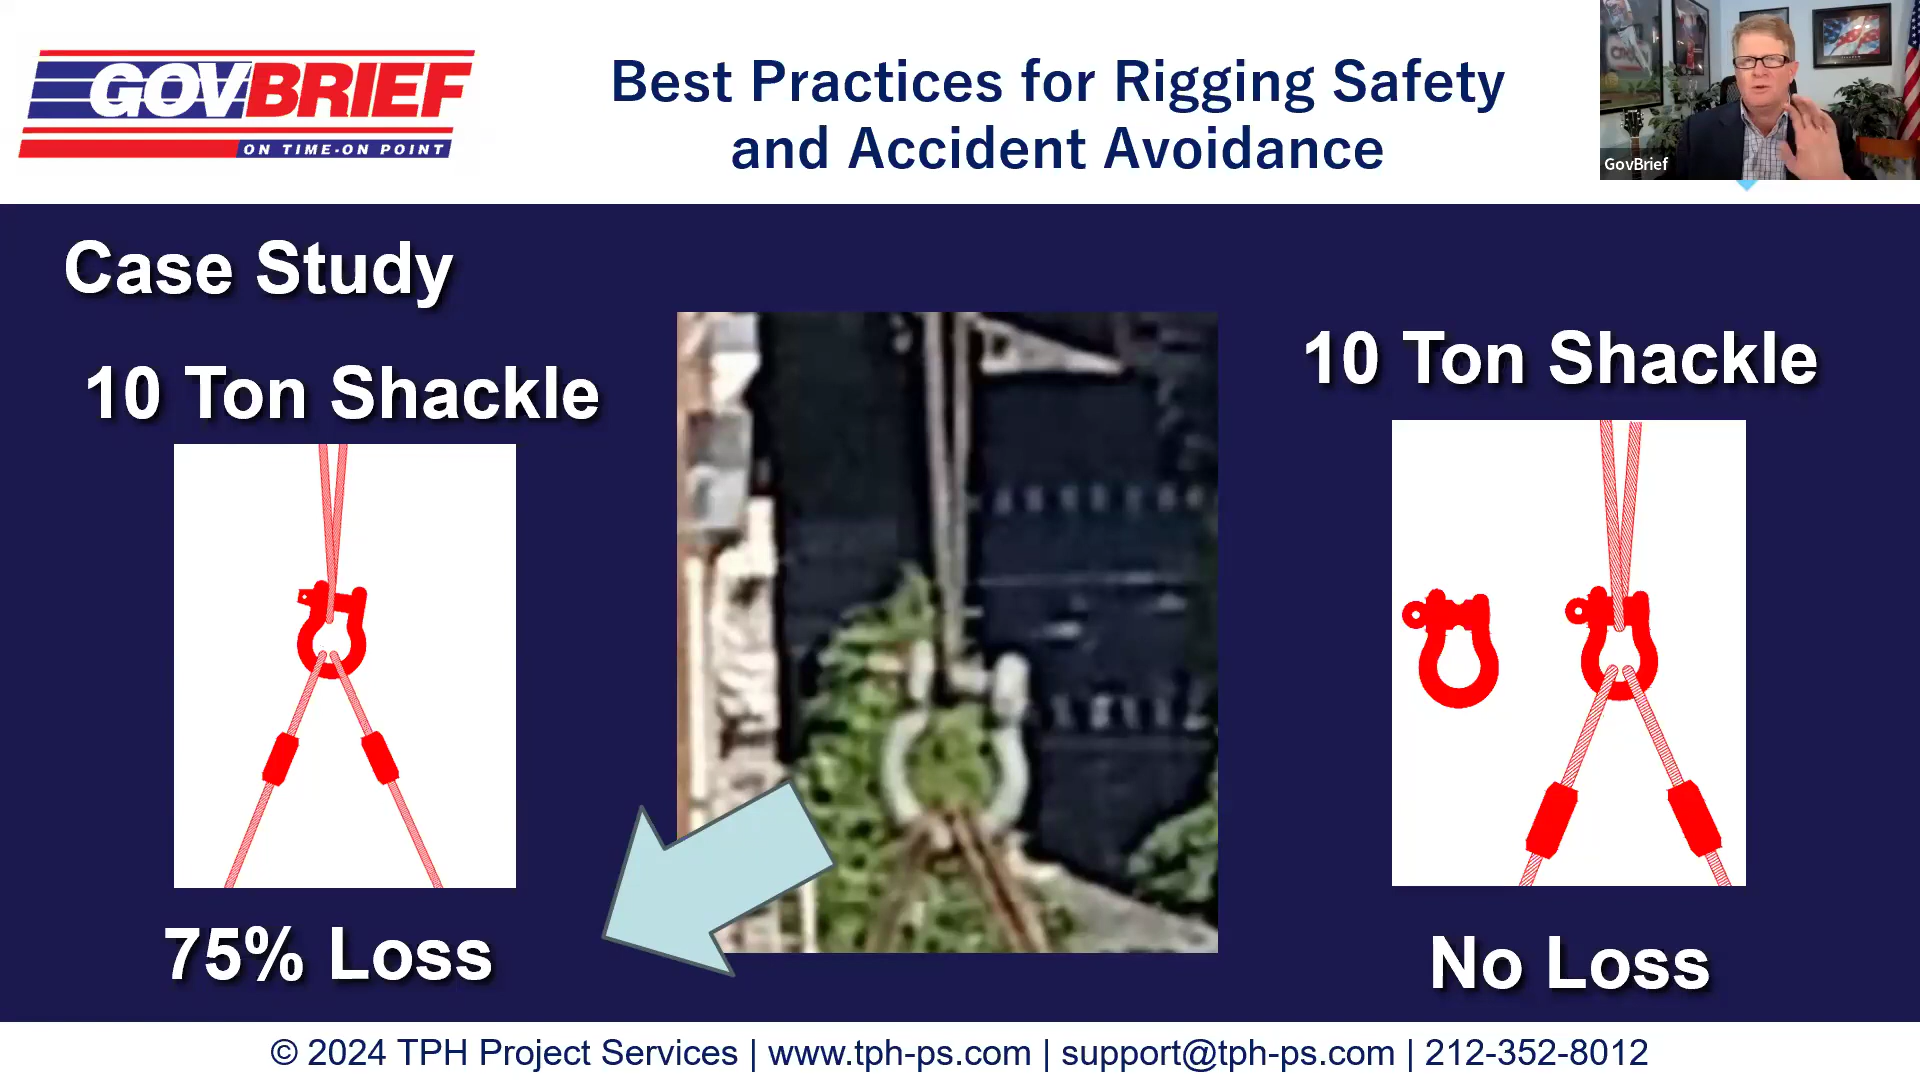 GOVBRIEF
ON TIME-ON POINT
Best Practices for Rigging Safety
and Accident Avoidance
GovBrief
Case Study
10 Ton Shackle
10 Ton Shackle
75% Loss
No Loss
© 2024 TPH Project Services | www.tph-ps.com | support@tph-ps.com | 212-352-8012